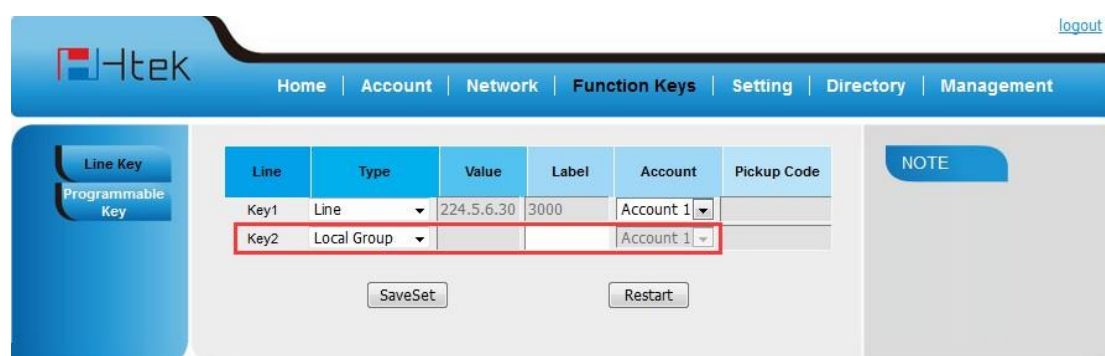 logout
Htek
Home | Account | Network | Function Keys | Setting | Directory | Management
Line Key
Programmable Key
Line Type Value Label Account Pickup Code
Key1 Line 224.5.6.30 3000 Account 1
Key2 Local Group Account 1
SaveSet Restart
NOTE